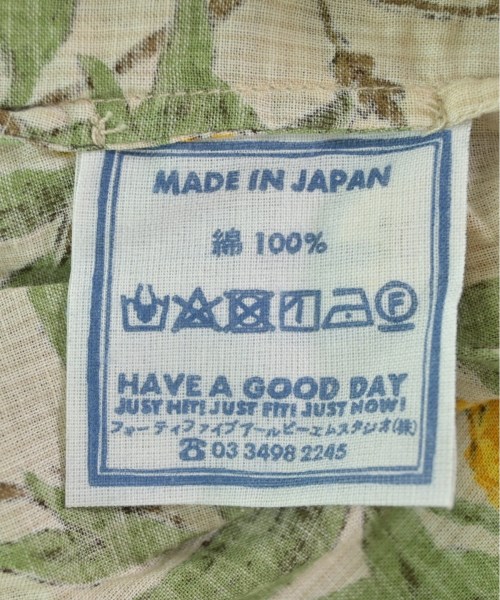 MADE IN JAPAN
綿 100%
F
HAVE A GOOD DAY
JUST HIT! JUST FIT! JUST NOW!
フォーティファイブアールピーエムスタジオ(株)
☎ 03 3498 2245